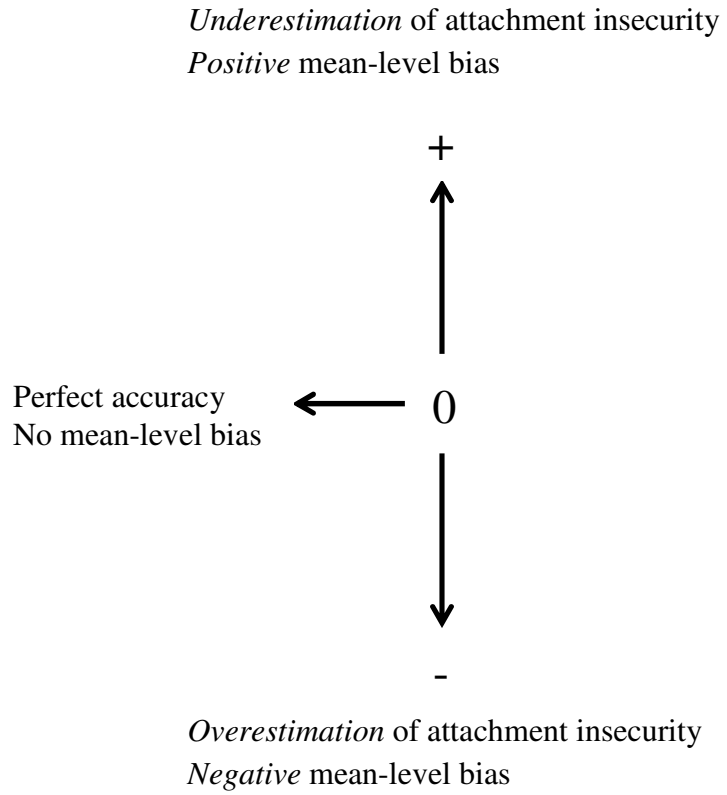 Underestimation of attachment insecurity
Positive mean-level bias
+
Perfect accuracy
No mean-level bias
0
-
Overestimation of attachment insecurity
Negative mean-level bias